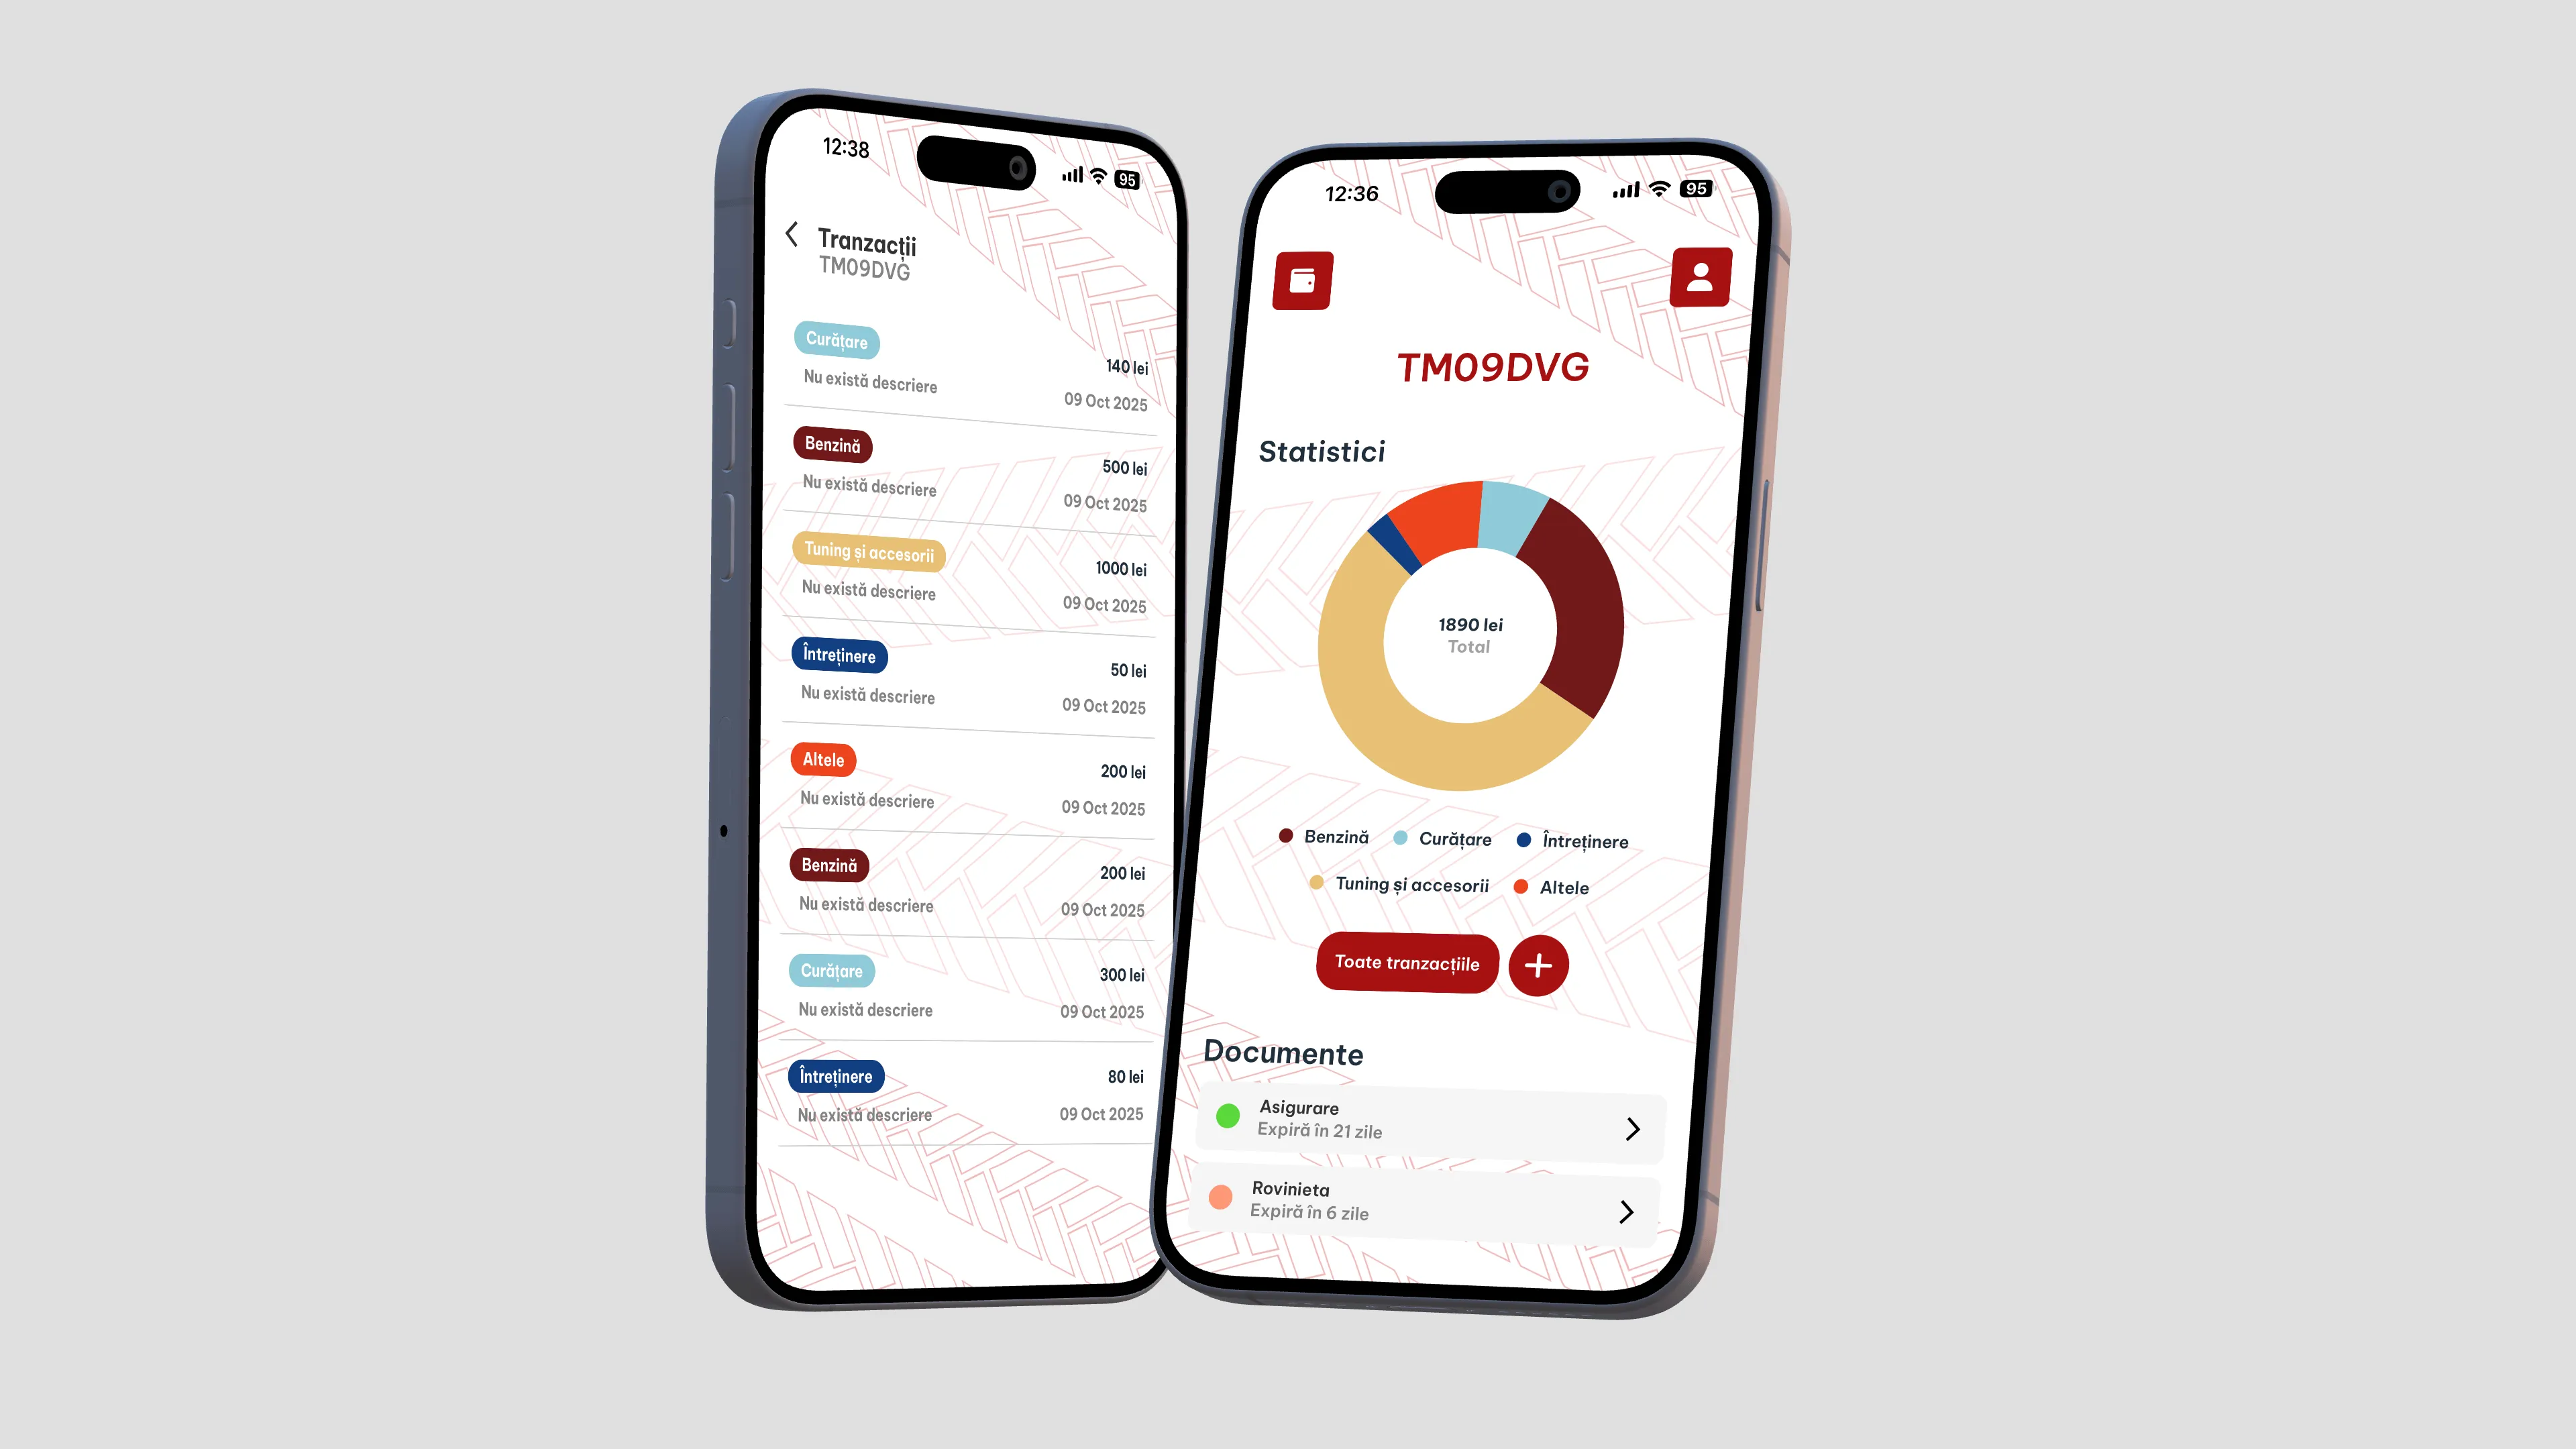 12:38
95
Tranzacții
TM09DVG
Curățare
140 lei
Nu există descriere
09 Oct 2025
Benzină
500 lei
Nu există descriere
09 Oct 2025
Tuning și accesorii
1000 lei
Nu există descriere
09 Oct 2025
Întreținere
50 lei
Nu există descriere
09 Oct 2025
Altele
200 lei
Nu există descriere
09 Oct 2025
Benzină
200 lei
Nu există descriere
09 Oct 2025
Curățare
300 lei
Nu există descriere
09 Oct 2025
Întreținere
80 lei
Nu există descriere
09 Oct 2025
12:36
95
TM09DVG
Statistici
1890 lei
Total
Benzină Curățare Întreținere
Tuning și accesorii Altele
Toate tranzacțiile
Documente
Asigurare
Expiră în 21 zile
Rovinieta
Expiră în 6 zile